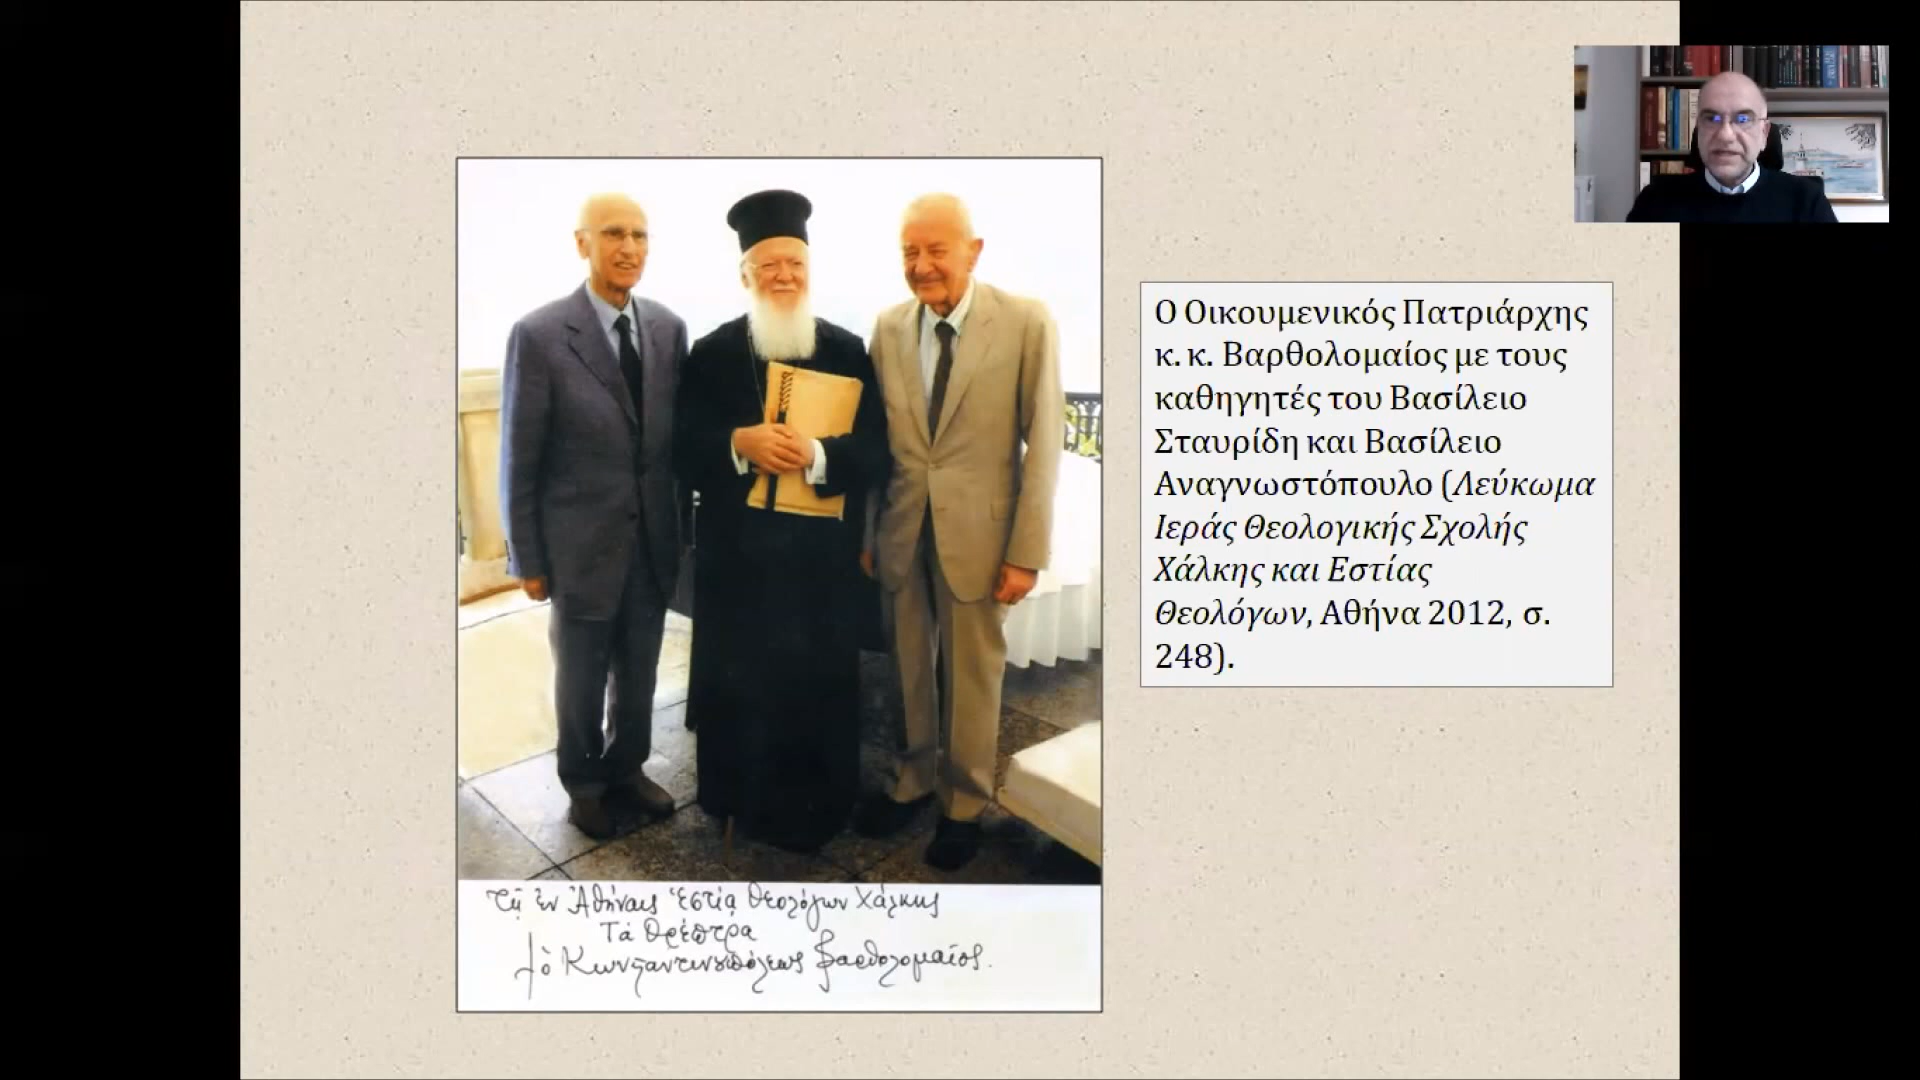 Ο Οικουμενικός Πατριάρχης
κ. κ. Βαρθολομαίος με τους
καθηγητές του Βασίλειο
Σταυρίδη και Βασίλειο
Αναγνωστόπουλο (Λεύκωμα
Ιεράς Θεολογικής Σχολής
Χάλκης και Εστίας
Θεολόγων, Αθήνα 2012, σ.
248).
Τῇ ἐν Ἀθήναις Ἑστίᾳ Θεολόγων Χάλκης
Τὰ Θρέπτρα
ὁ Κωνσταντινουπόλεως Βαρθολομαῖος.